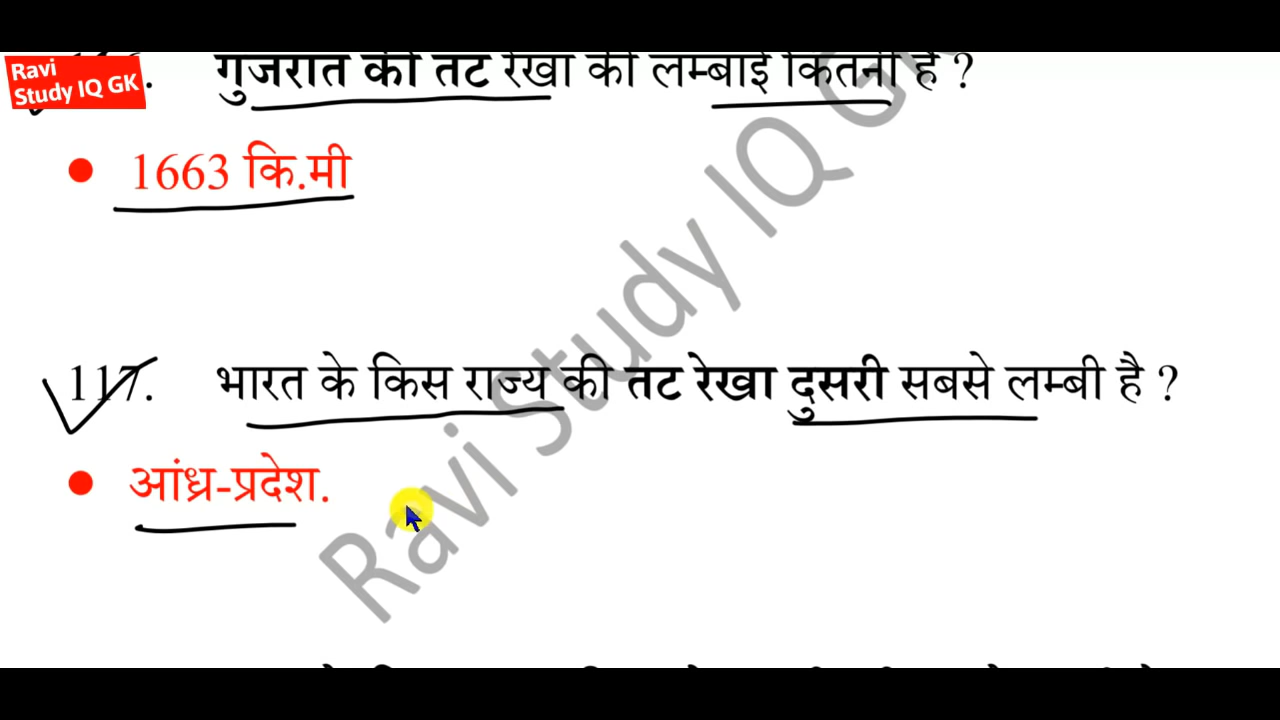 Ravi
Study IQ GK
गुजरात की तट रेखा की लम्बाई कितनी है ?
• 1663 कि.मी
117. भारत के किस राज्य की तट रेखा दुसरी सबसे लम्बी है ?
• आंध्र-प्रदेश.
Ravi Study IQ GK